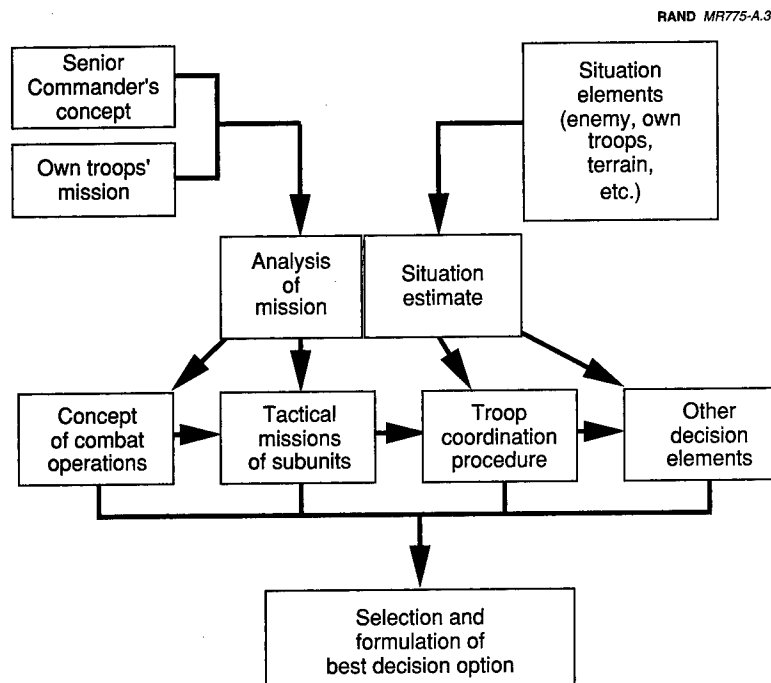 RAND MR775-A.3
Senior
Commander's
concept
Own troops'
mission
Situation
elements
(enemy, own
troops,
terrain,
etc.)
Analysis
of
mission
Situation
estimate
Concept
of combat
operations
Tactical
missions
of subunits
Troop
coordination
procedure
Other
decision
elements
Selection and
formulation of
best decision option